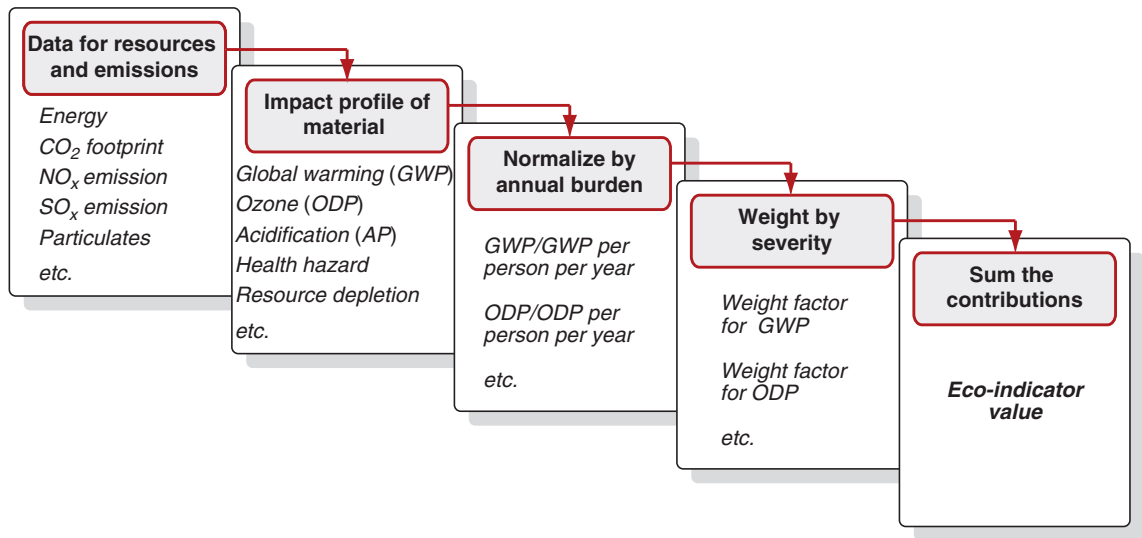 Data for resources
and emissions
Energy
CO2 footprint
NOx emission
SOx emission
Particulates
etc.
Impact profile of
material
Global warming (GWP)
Ozone (ODP)
Acidification (AP)
Health hazard
Resource depletion
etc.
Normalize by
annual burden
GWP/GWP per
person per year
ODP/ODP per
person per year
etc.
Weight by
severity
Weight factor
for GWP
Weight factor
for ODP
etc.
Sum the
contributions
Eco-indicator
value